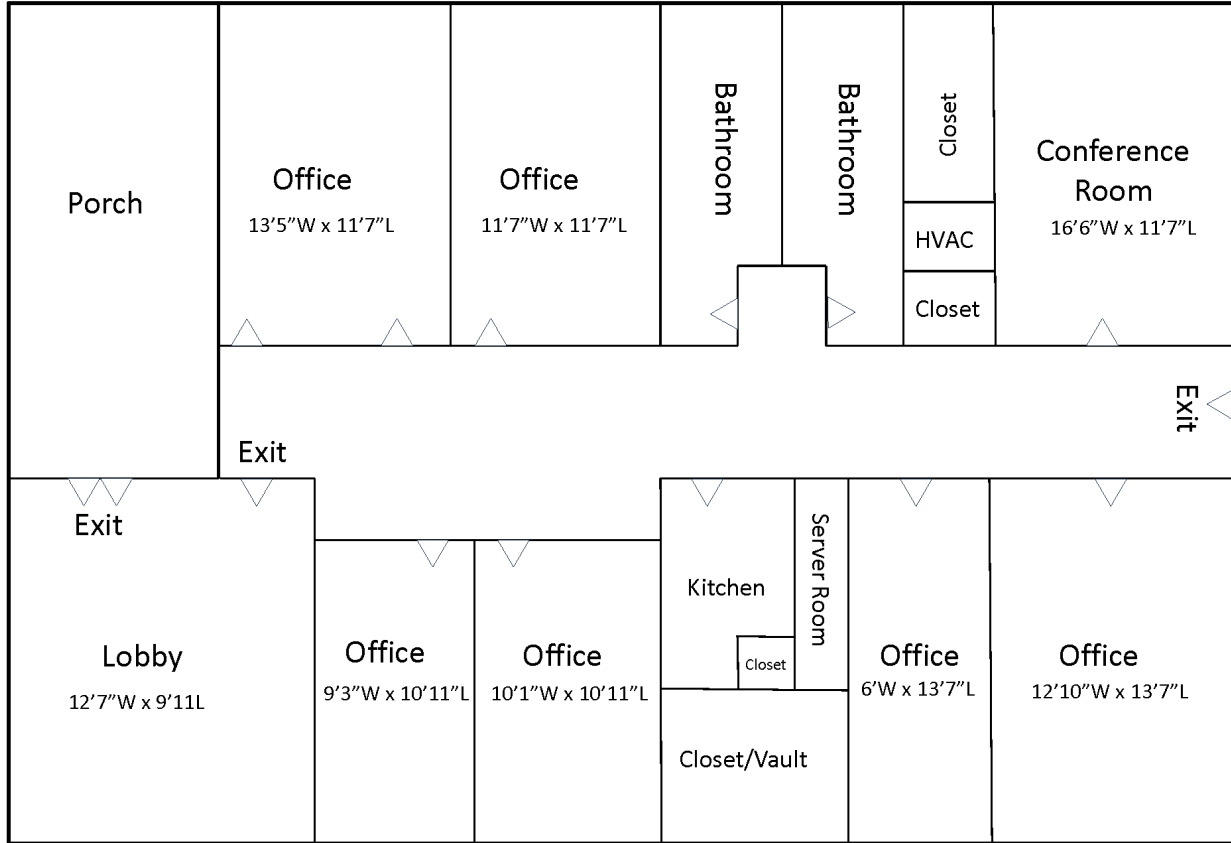 Porch
Office
13’5”W x 11’7”L
Office
11’7”W x 11’7”L
Bathroom
Bathroom
Closet
HVAC
Closet
Conference
Room
16’6”W x 11’7”L
Exit
Exit
Exit
Lobby
12’7”W x 9’11L
Office
9’3”W x 10’11”L
Office
10’1”W x 10’11”L
Kitchen
Closet
Server Room
Closet/Vault
Office
6’W x 13’7”L
Office
12’10”W x 13’7”L